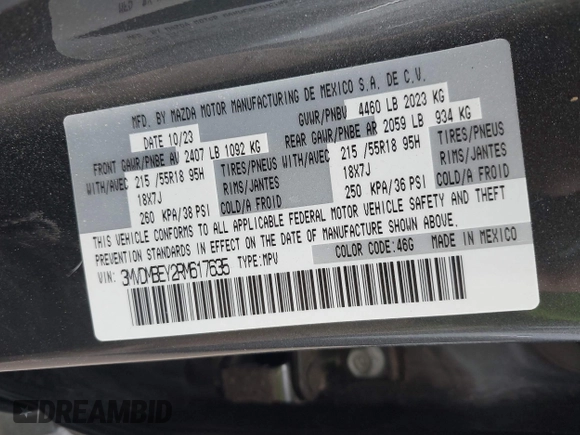 MFD. BY MAZDA MOTOR MANUFACTURING DE MEXICO S.A. DE C.V.
DATE 10/23 GVWR/PNBV 4460 LB 2023 KG
FRONT GAWR/PNBE AV 2407 LB 1092 KG REAR GAWR/PNBE AR 2059 LB 934 KG
WITH/AVEC 215 /55R18 95H TIRES/PNEUS WITH/AVEC 215 /55R18 95H TIRES/PNEUS
18X7J RIMS/JANTES 18X7J RIMS/JANTES
260 KPA/38 PSI COLD/A FROID 250 KPA/36 PSI COLD/A FROID
THIS VEHICLE CONFORMS TO ALL APPLICABLE FEDERAL MOTOR VEHICLE SAFETY AND THEFT
PREVENTION STANDARDS IN EFFECT ON THE DATE OF MANUFACTURE SHOWN ABOVE.
VIN: 3MVDMBEY2RM617635 TYPE: MPV COLOR CODE: 46G MADE IN MEXICO
DREAMBID